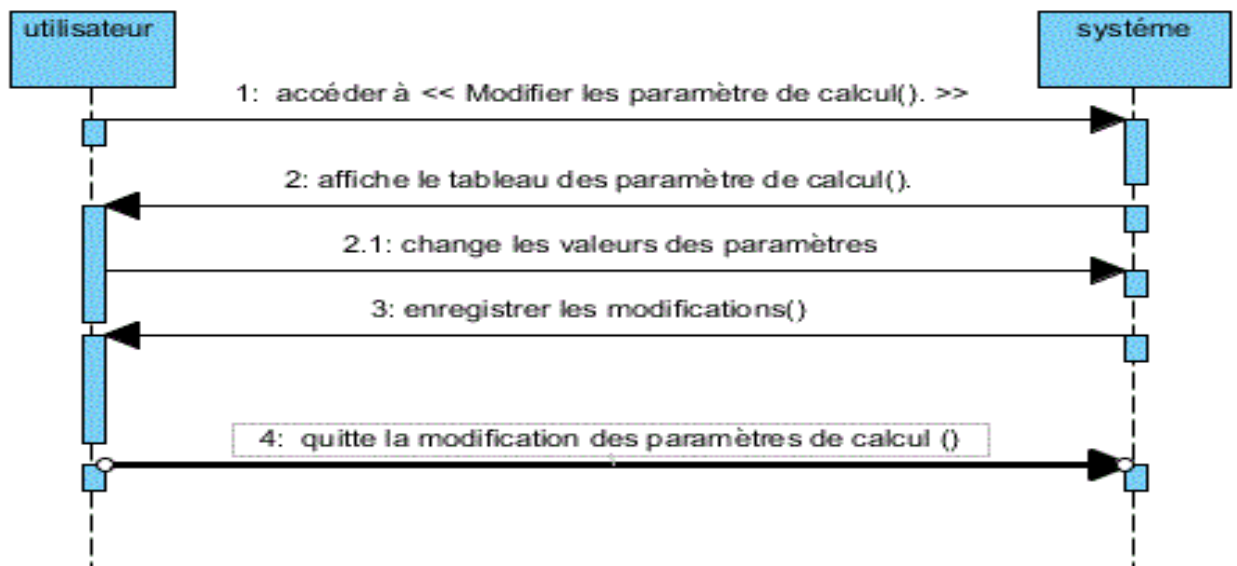 utilisateur
systéme
1: accéder à << Modifier les paramètre de calcul(). >>
2: affiche le tableau des paramètre de calcul().
2.1: change les valeurs des paramètres
3: enregistrer les modifications()
4: quitte la modification des paramètres de calcul ()